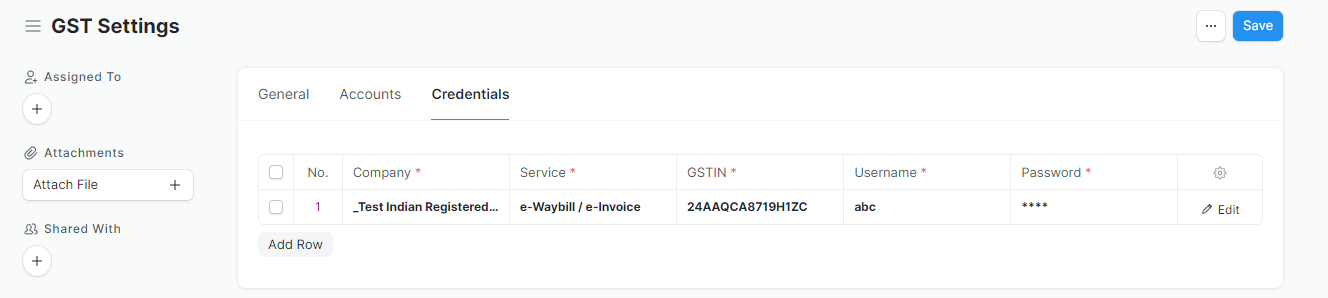 GST Settings
...
Save
Assigned To
Attachments
Attach File
Shared With
General Accounts Credentials
No. Company * Service * GSTIN * Username * Password *
1 _Test Indian Registered... e-Waybill / e-Invoice 24AAQCA8719H1ZC abc **** Edit
Add Row